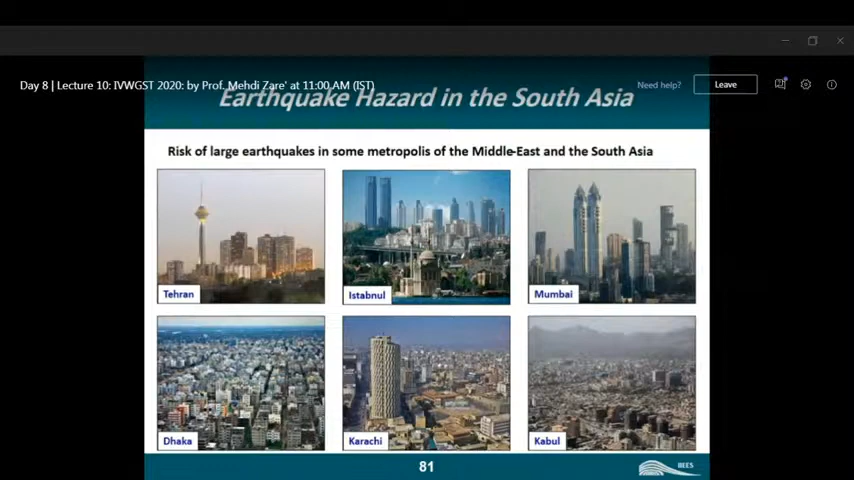 Day 8 | Lecture 10: IVWGST 2020: by Prof. Mehdi Zare' at 11:00 AM (IST)
Need help?
Leave
Earthquake Hazard in the South Asia
Risk of large earthquakes in some metropolis of the Middle-East and the South Asia
Tehran
Istabnul
Mumbai
Dhaka
Karachi
Kabul
81